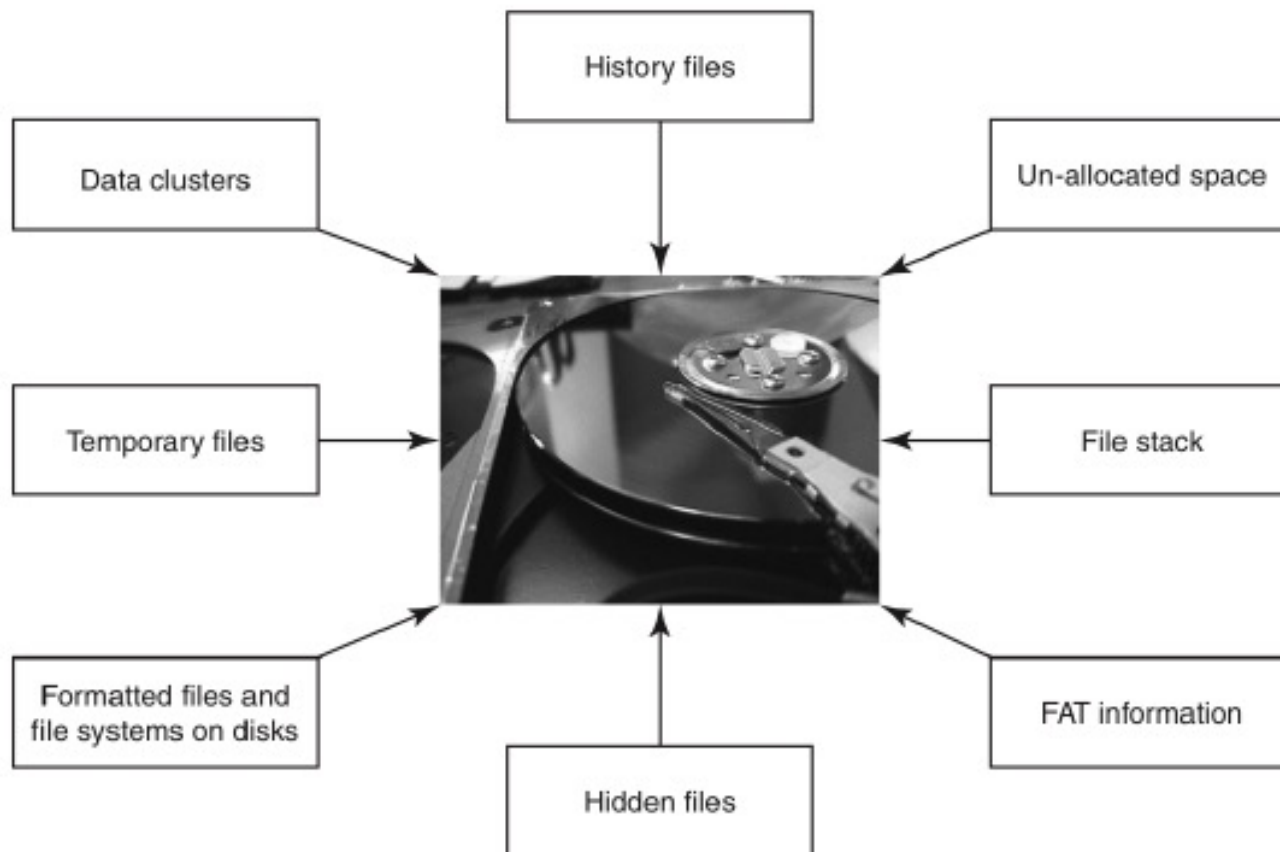 History files
Data clusters
Un-allocated space
Temporary files
File stack
Formatted files and
file systems on disks
FAT information
Hidden files